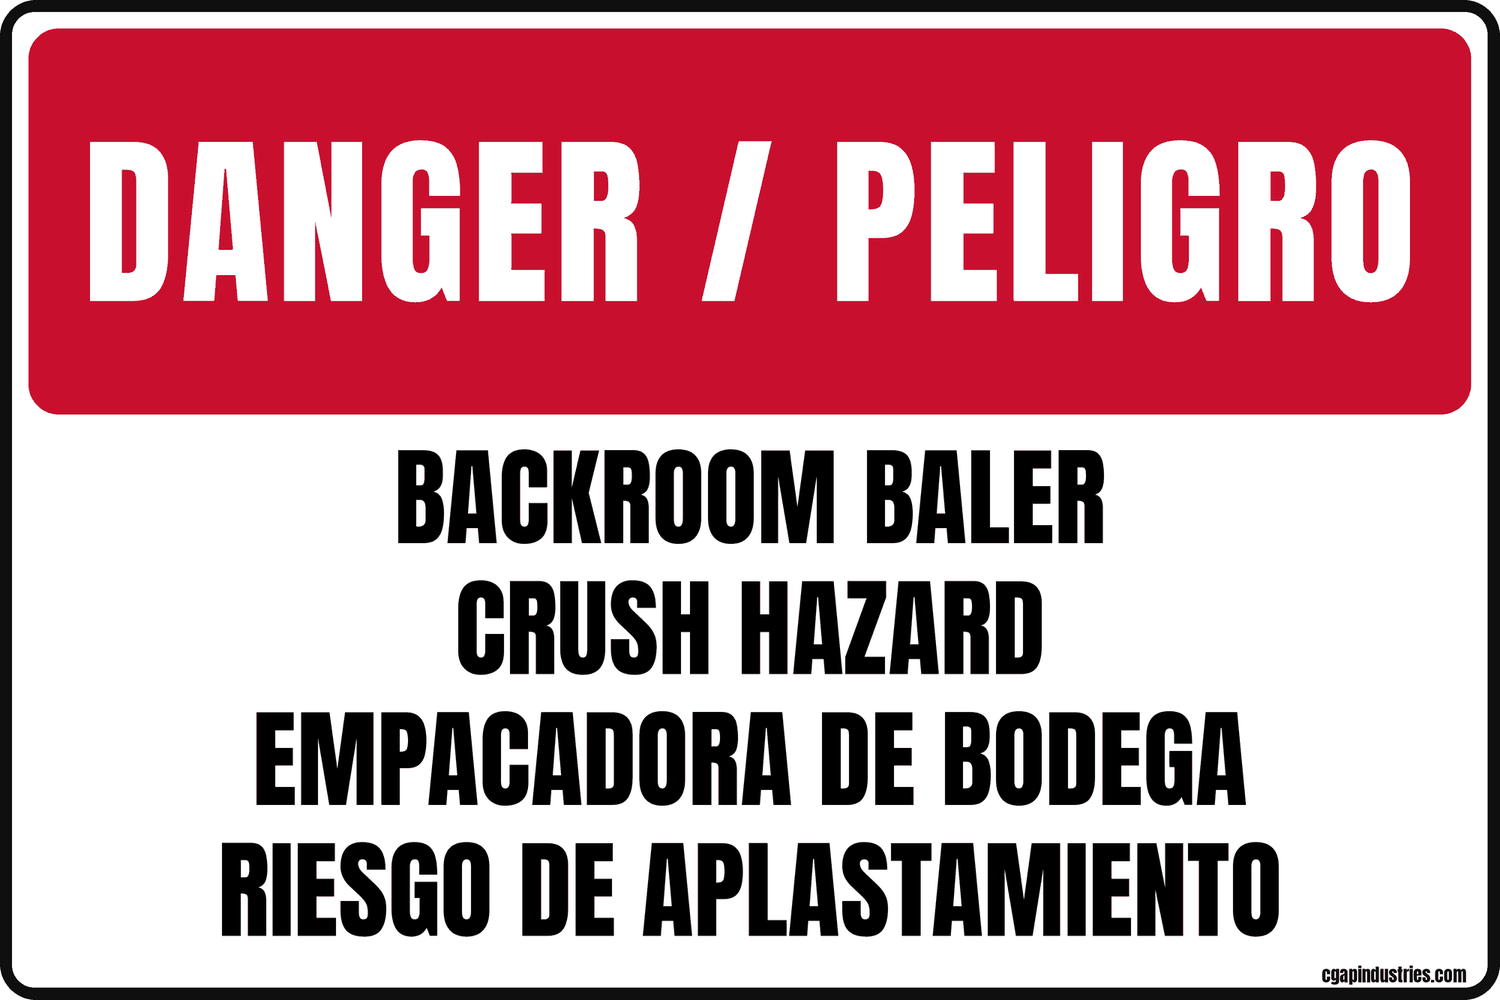 DANGER / PELIGRO
BACKROOM BALER
CRUSH HAZARD
EMPACADORA DE BODEGA
RIESGO DE APLASTAMIENTO
cgapindustries.com